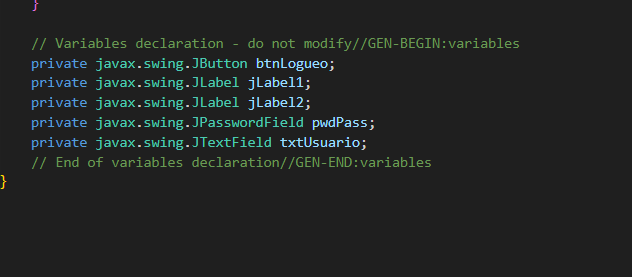 }
// Variables declaration - do not modify//GEN-BEGIN:variables
private javax.swing.JButton btnLogueo;
private javax.swing.JLabel jLabel1;
private javax.swing.JLabel jLabel2;
private javax.swing.JPasswordField pwdPass;
private javax.swing.JTextField txtUsuario;
// End of variables declaration//GEN-END:variables
}